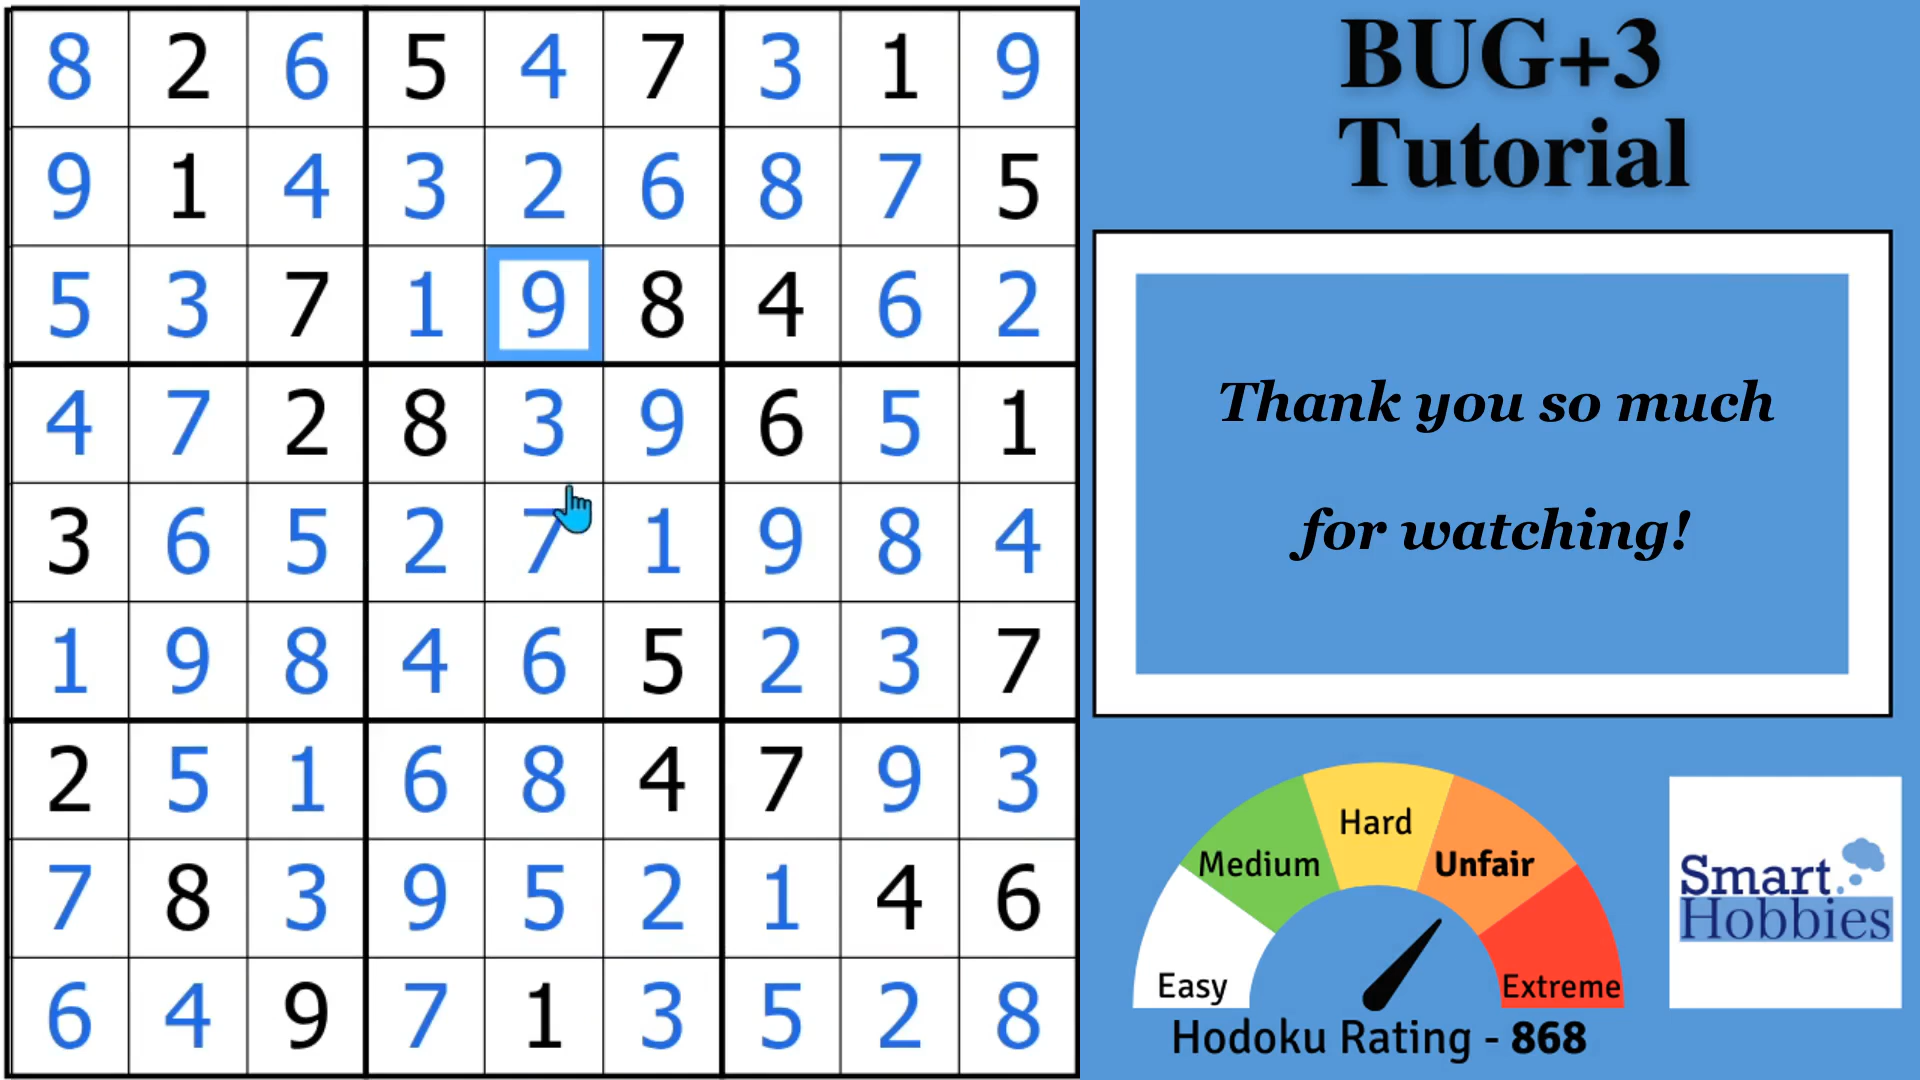 8 2 6 5 4 7 3 1 9
9 1 4 3 2 6 8 7 5
5 3 7 1 9 8 4 6 2
4 7 2 8 3 9 6 5 1
3 6 5 2 7 1 9 8 4
1 9 8 4 6 5 2 3 7
2 5 1 6 8 4 7 9 3
7 8 3 9 5 2 1 4 6
6 4 9 7 1 3 5 2 8
BUG+3
Tutorial
Thank you so much
for watching!
Easy
Medium
Hard
Unfair
Extreme
Hodoku Rating - 868
Smart
Hobbies